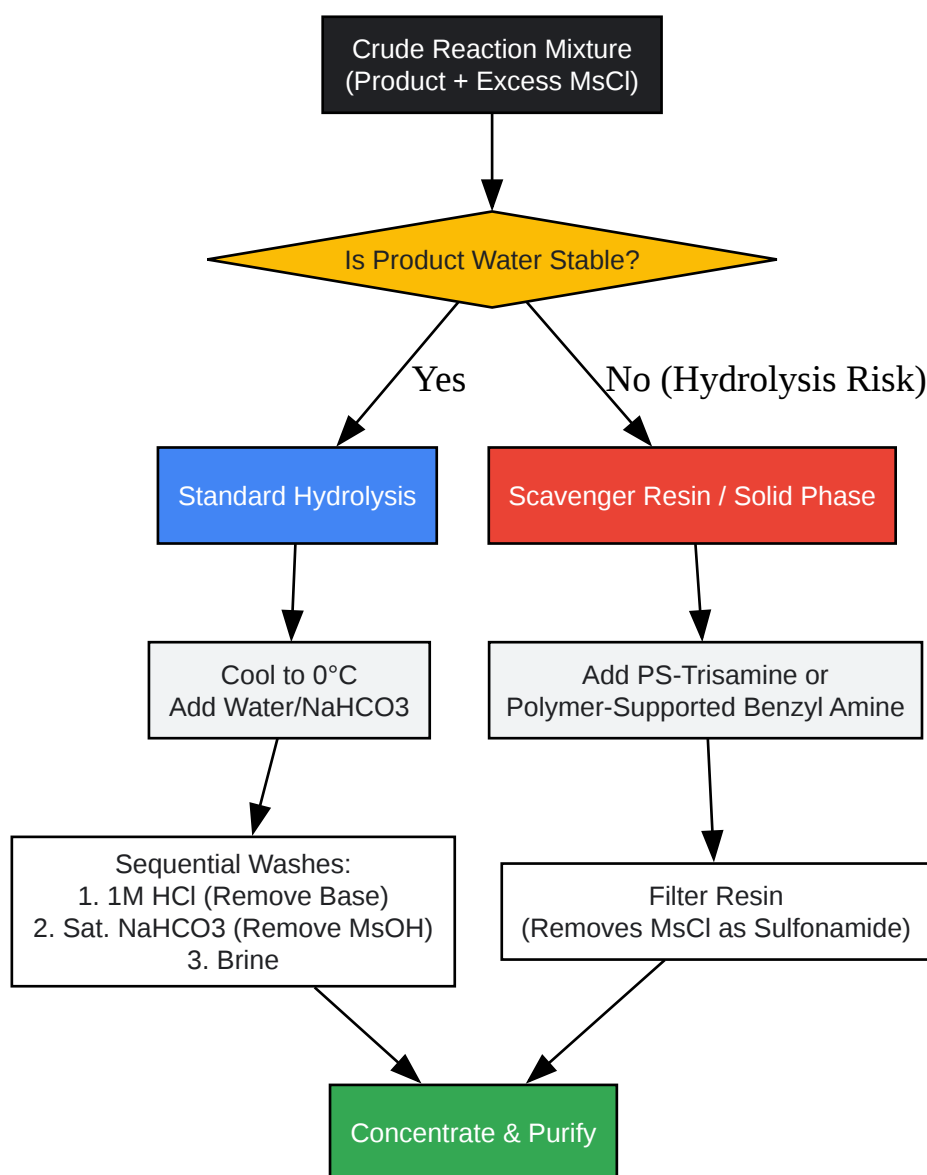 Crude Reaction Mixture
(Product + Excess MsCl)
Is Product Water Stable?
Yes
No (Hydrolysis Risk)
Standard Hydrolysis
Scavenger Resin / Solid Phase
Cool to 0°C
Add Water/NaHCO3
Add PS-Trisamine or
Polymer-Supported Benzyl Amine
Sequential Washes:
1. 1M HCl (Remove Base)
2. Sat. NaHCO3 (Remove MsOH)
3. Brine
Filter Resin
(Removes MsCl as Sulfonamide)
Concentrate & Purify